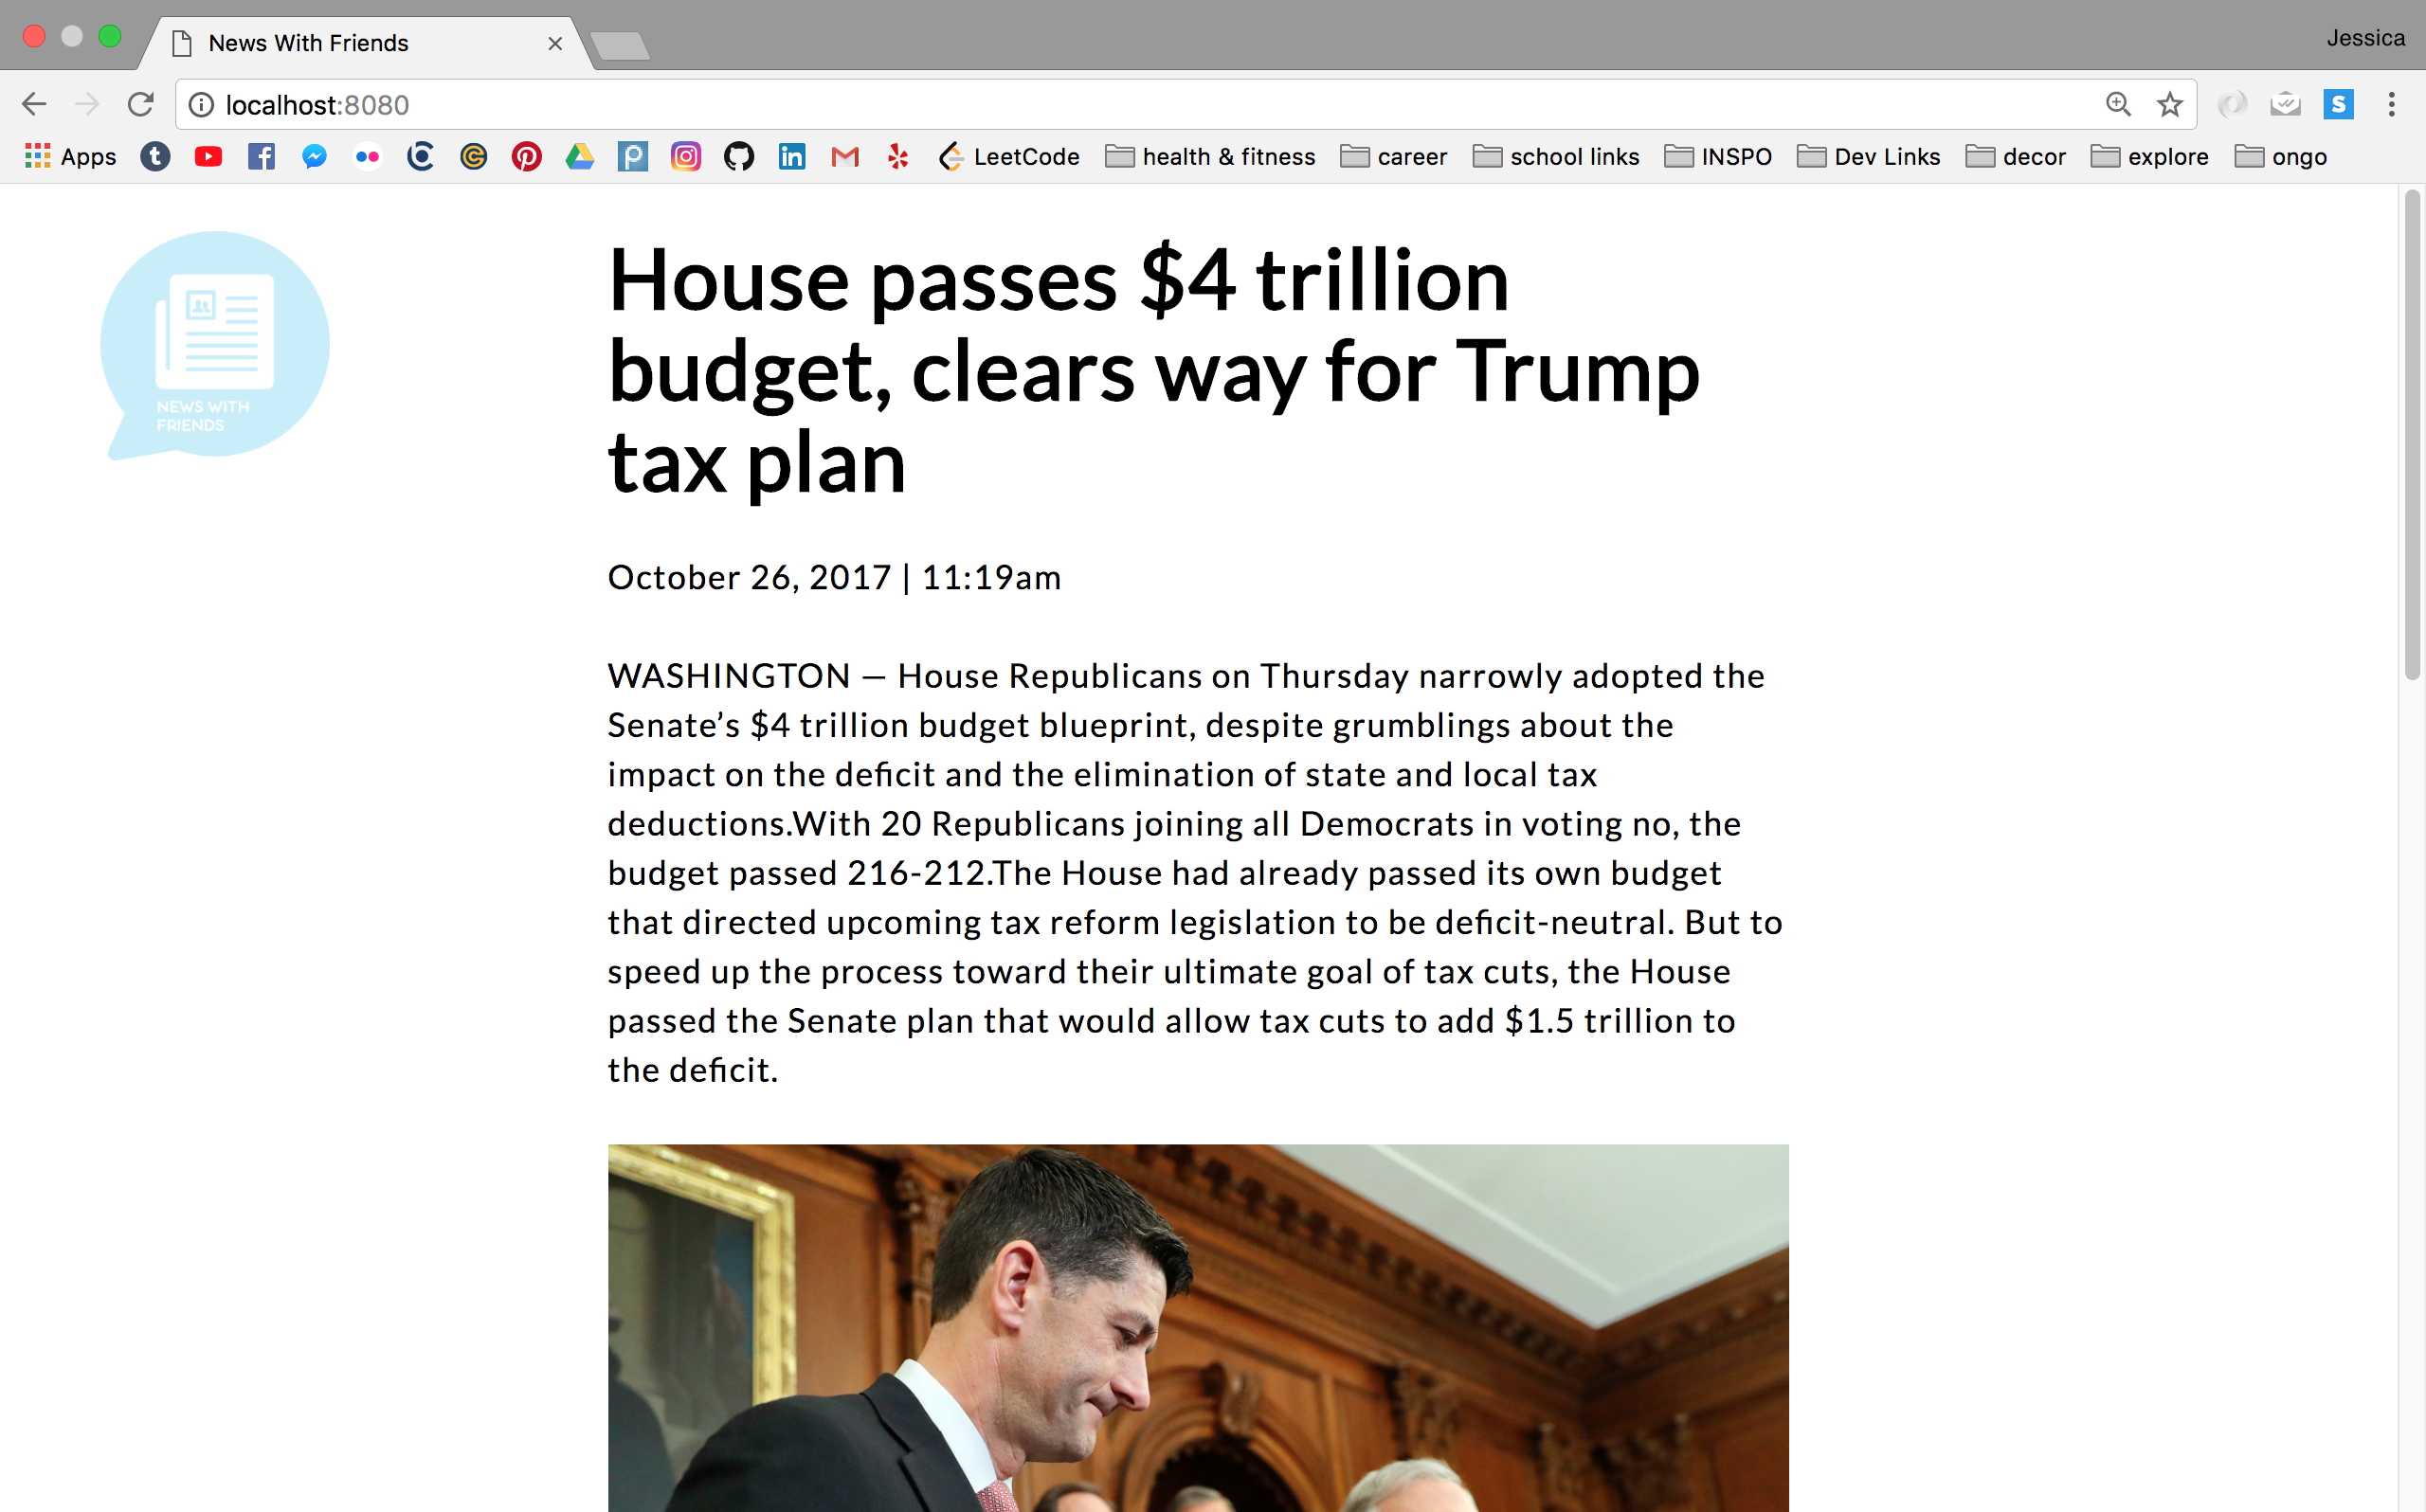 News With Friends
Jessica
localhost:8080
Apps
LeetCode
health & fitness
career
school links
INSPO
Dev Links
decor
explore
ongo
NEWS WITH
FRIENDS
House passes $4 trillion
budget, clears way for Trump
tax plan
October 26, 2017 | 11:19am
WASHINGTON — House Republicans on Thursday narrowly adopted the
Senate’s $4 trillion budget blueprint, despite grumblings about the
impact on the deficit and the elimination of state and local tax
deductions.With 20 Republicans joining all Democrats in voting no, the
budget passed 216-212.The House had already passed its own budget
that directed upcoming tax reform legislation to be deficit-neutral. But to
speed up the process toward their ultimate goal of tax cuts, the House
passed the Senate plan that would allow tax cuts to add $1.5 trillion to
the deficit.